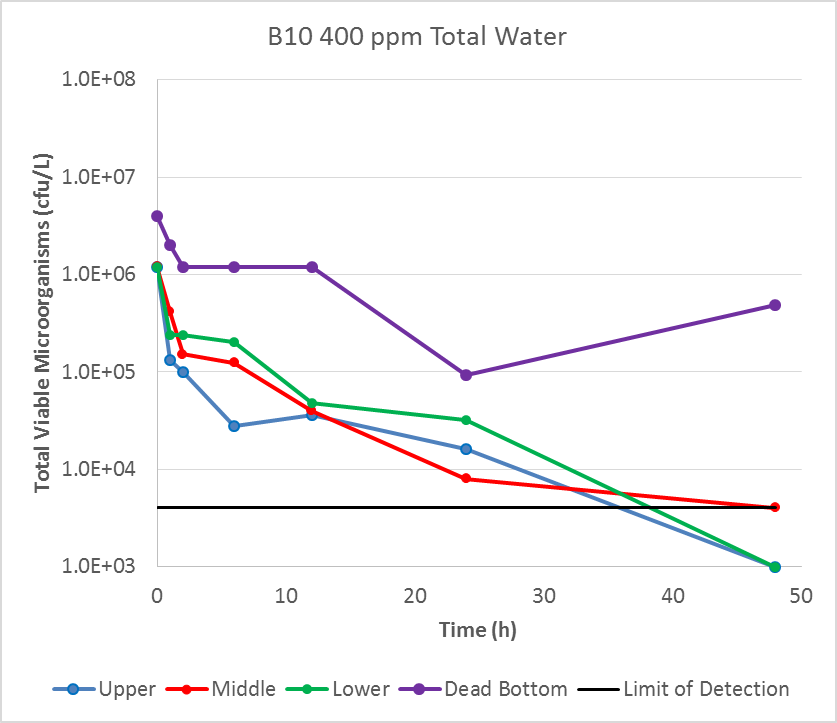 B10 400 ppm Total Water
1.0E+08
1.0E+07
1.0E+06
1.0E+05
1.0E+04
1.0E+03
Total Viable Microorganisms (cfu/L)
0 10 20 30 40 50
Time (h)
Upper Middle Lower Dead Bottom Limit of Detection